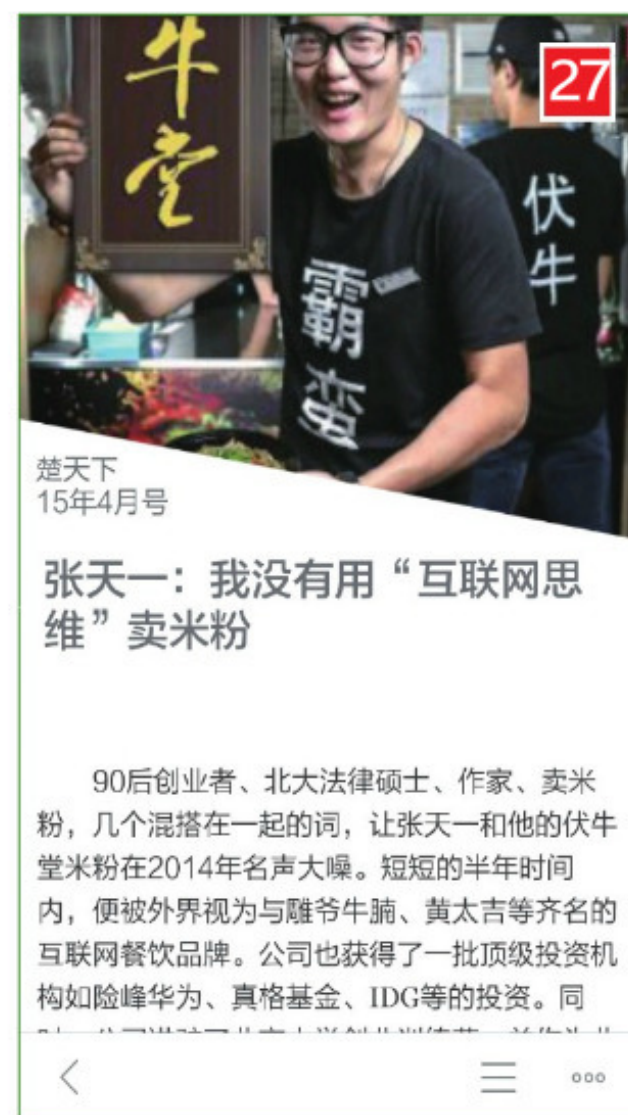 牛堂
27
霸蛮
伏牛
楚天下
15年4月号
张天一：我没有用“互联网思
维”卖米粉
90后创业者、北大法律硕士、作家、卖米
粉，几个混搭在一起的词，让张天一和他的伏牛
堂米粉在2014年名声大噪。短短的半年时间
内，便被外界视为与雕爷牛腩、黄太吉等齐名的
互联网餐饮品牌。公司也获得了一批顶级投资机
构如险峰华为、真格基金、IDG等的投资。同